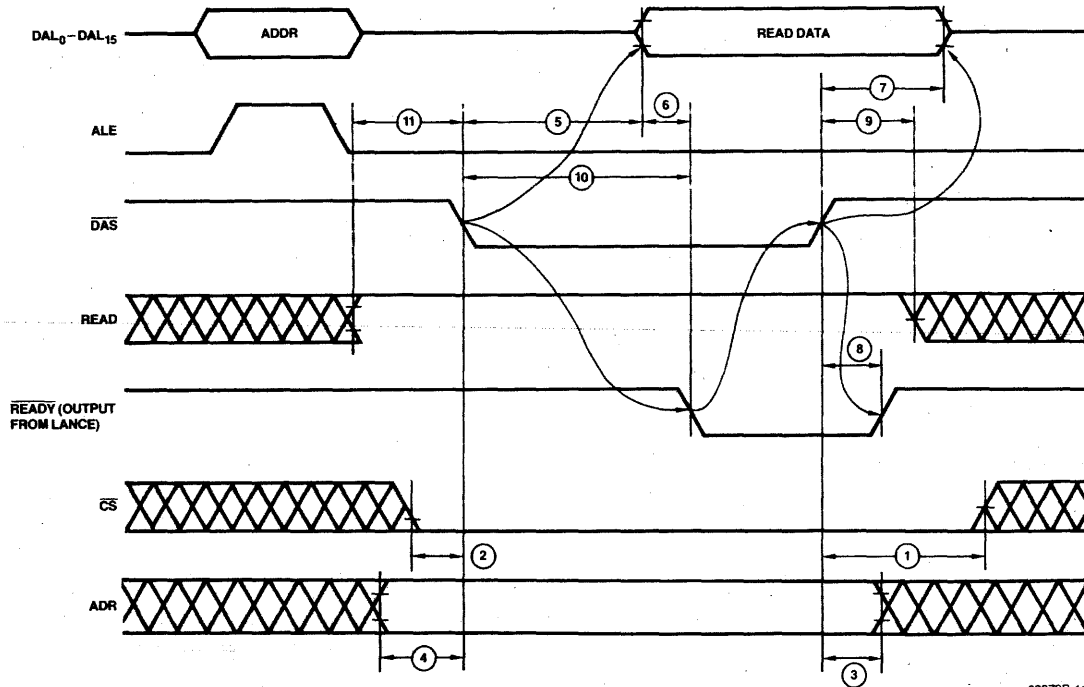 DAL₀–DAL₁₅
ADDR
READ DATA
7
6
11
5
9
ALE
10
DAS
READ
8
READY (OUTPUT
FROM LANCE)
CS
2
1
ADR
4
3